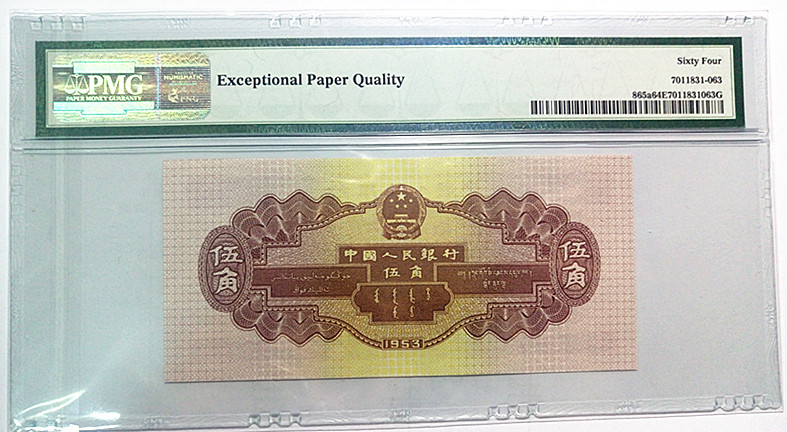 PMG
PAPER MONEY GUARANTY
NUMISMATIC
PNG
Exceptional Paper Quality
Sixty Four
7011831-063
865a64E7011831063G
中國人民銀行
伍角
伍角
伍角
1953